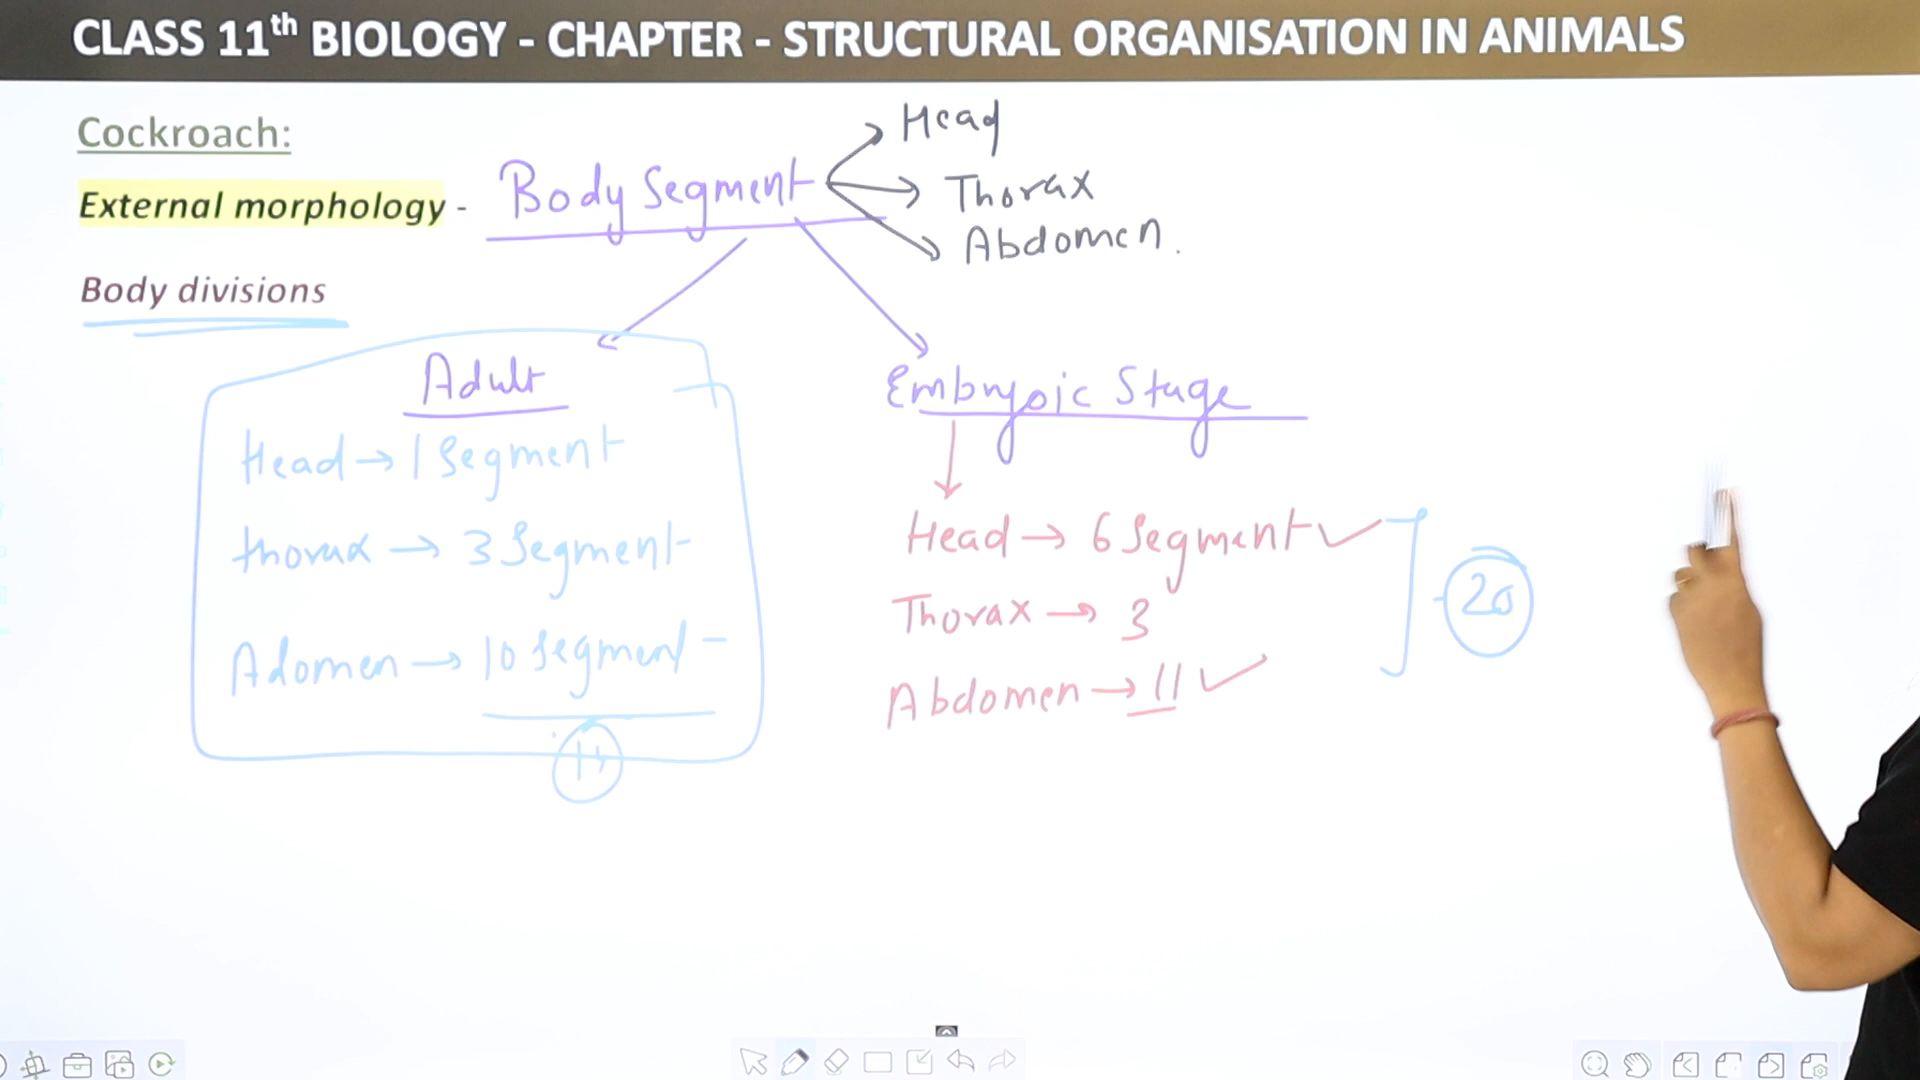 CLASS 11th BIOLOGY - CHAPTER - STRUCTURAL ORGANISATION IN ANIMALS
Cockroach:
External morphology - Body Segment
Head
Thorax
Abdomen.
Body divisions
Adult
Head → 1 Segment
thorax → 3 Segment
Adomen → 10 Segment
14
Embryoic Stage
Head → 6 Segment ✓
Thorax → 3
Abdomen → 11 ✓
20